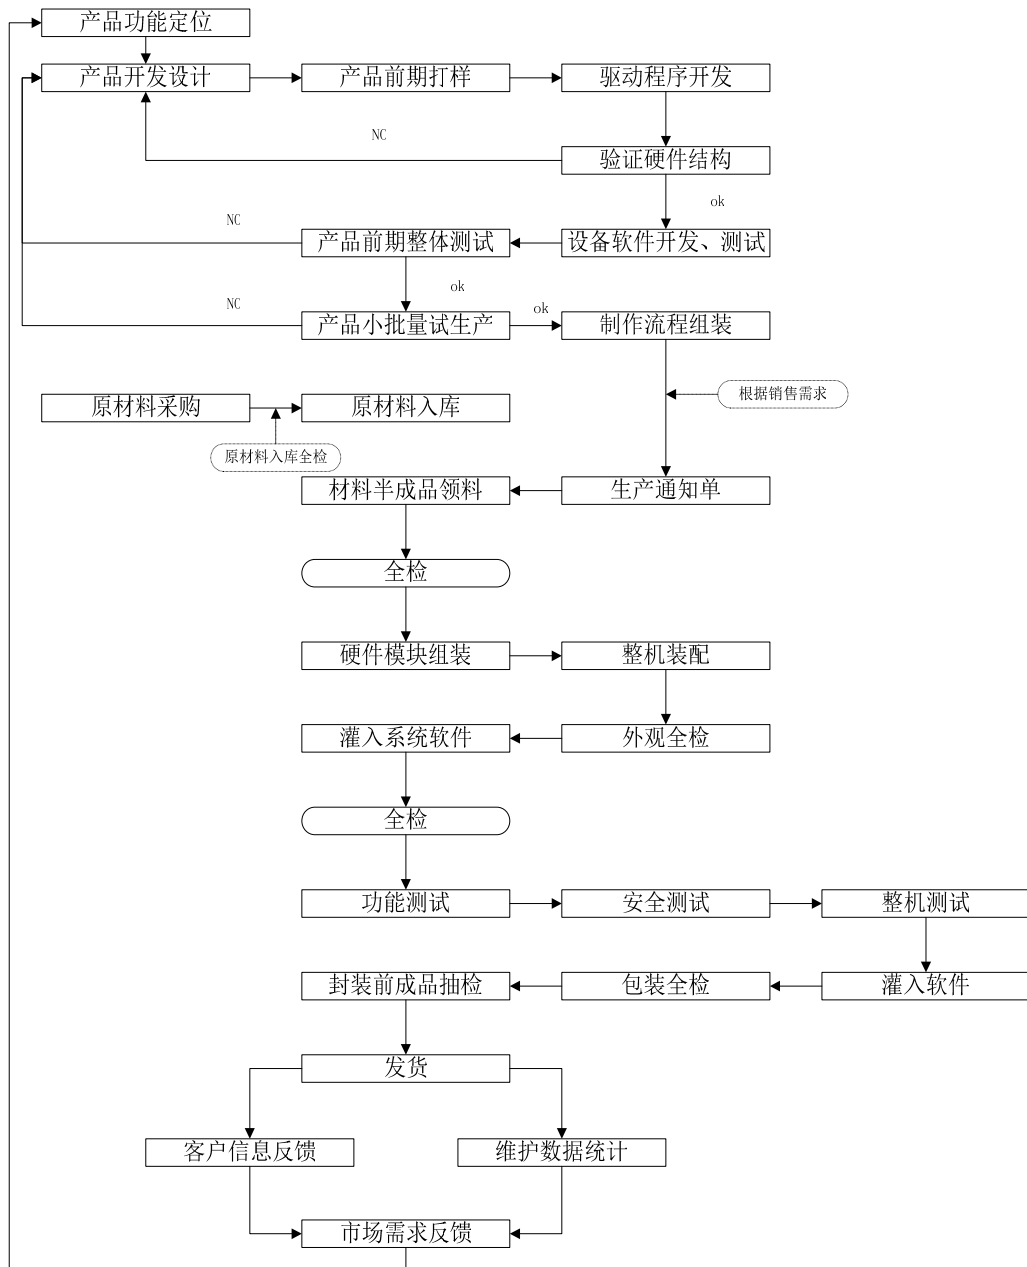 产品功能定位
产品开发设计
产品前期打样
驱动程序开发
NC
验证硬件结构
ok
NC
产品前期整体测试
设备软件开发、测试
ok
NC
ok
产品小批量试生产
制作流程组装
原材料采购
原材料入库
根据销售需求
原材料入库全检
材料半成品领料
生产通知单
全检
硬件模块组装
整机装配
灌入系统软件
外观全检
全检
功能测试
安全测试
整机测试
封装前成品抽检
包装全检
灌入软件
发货
客户信息反馈
维护数据统计
市场需求反馈